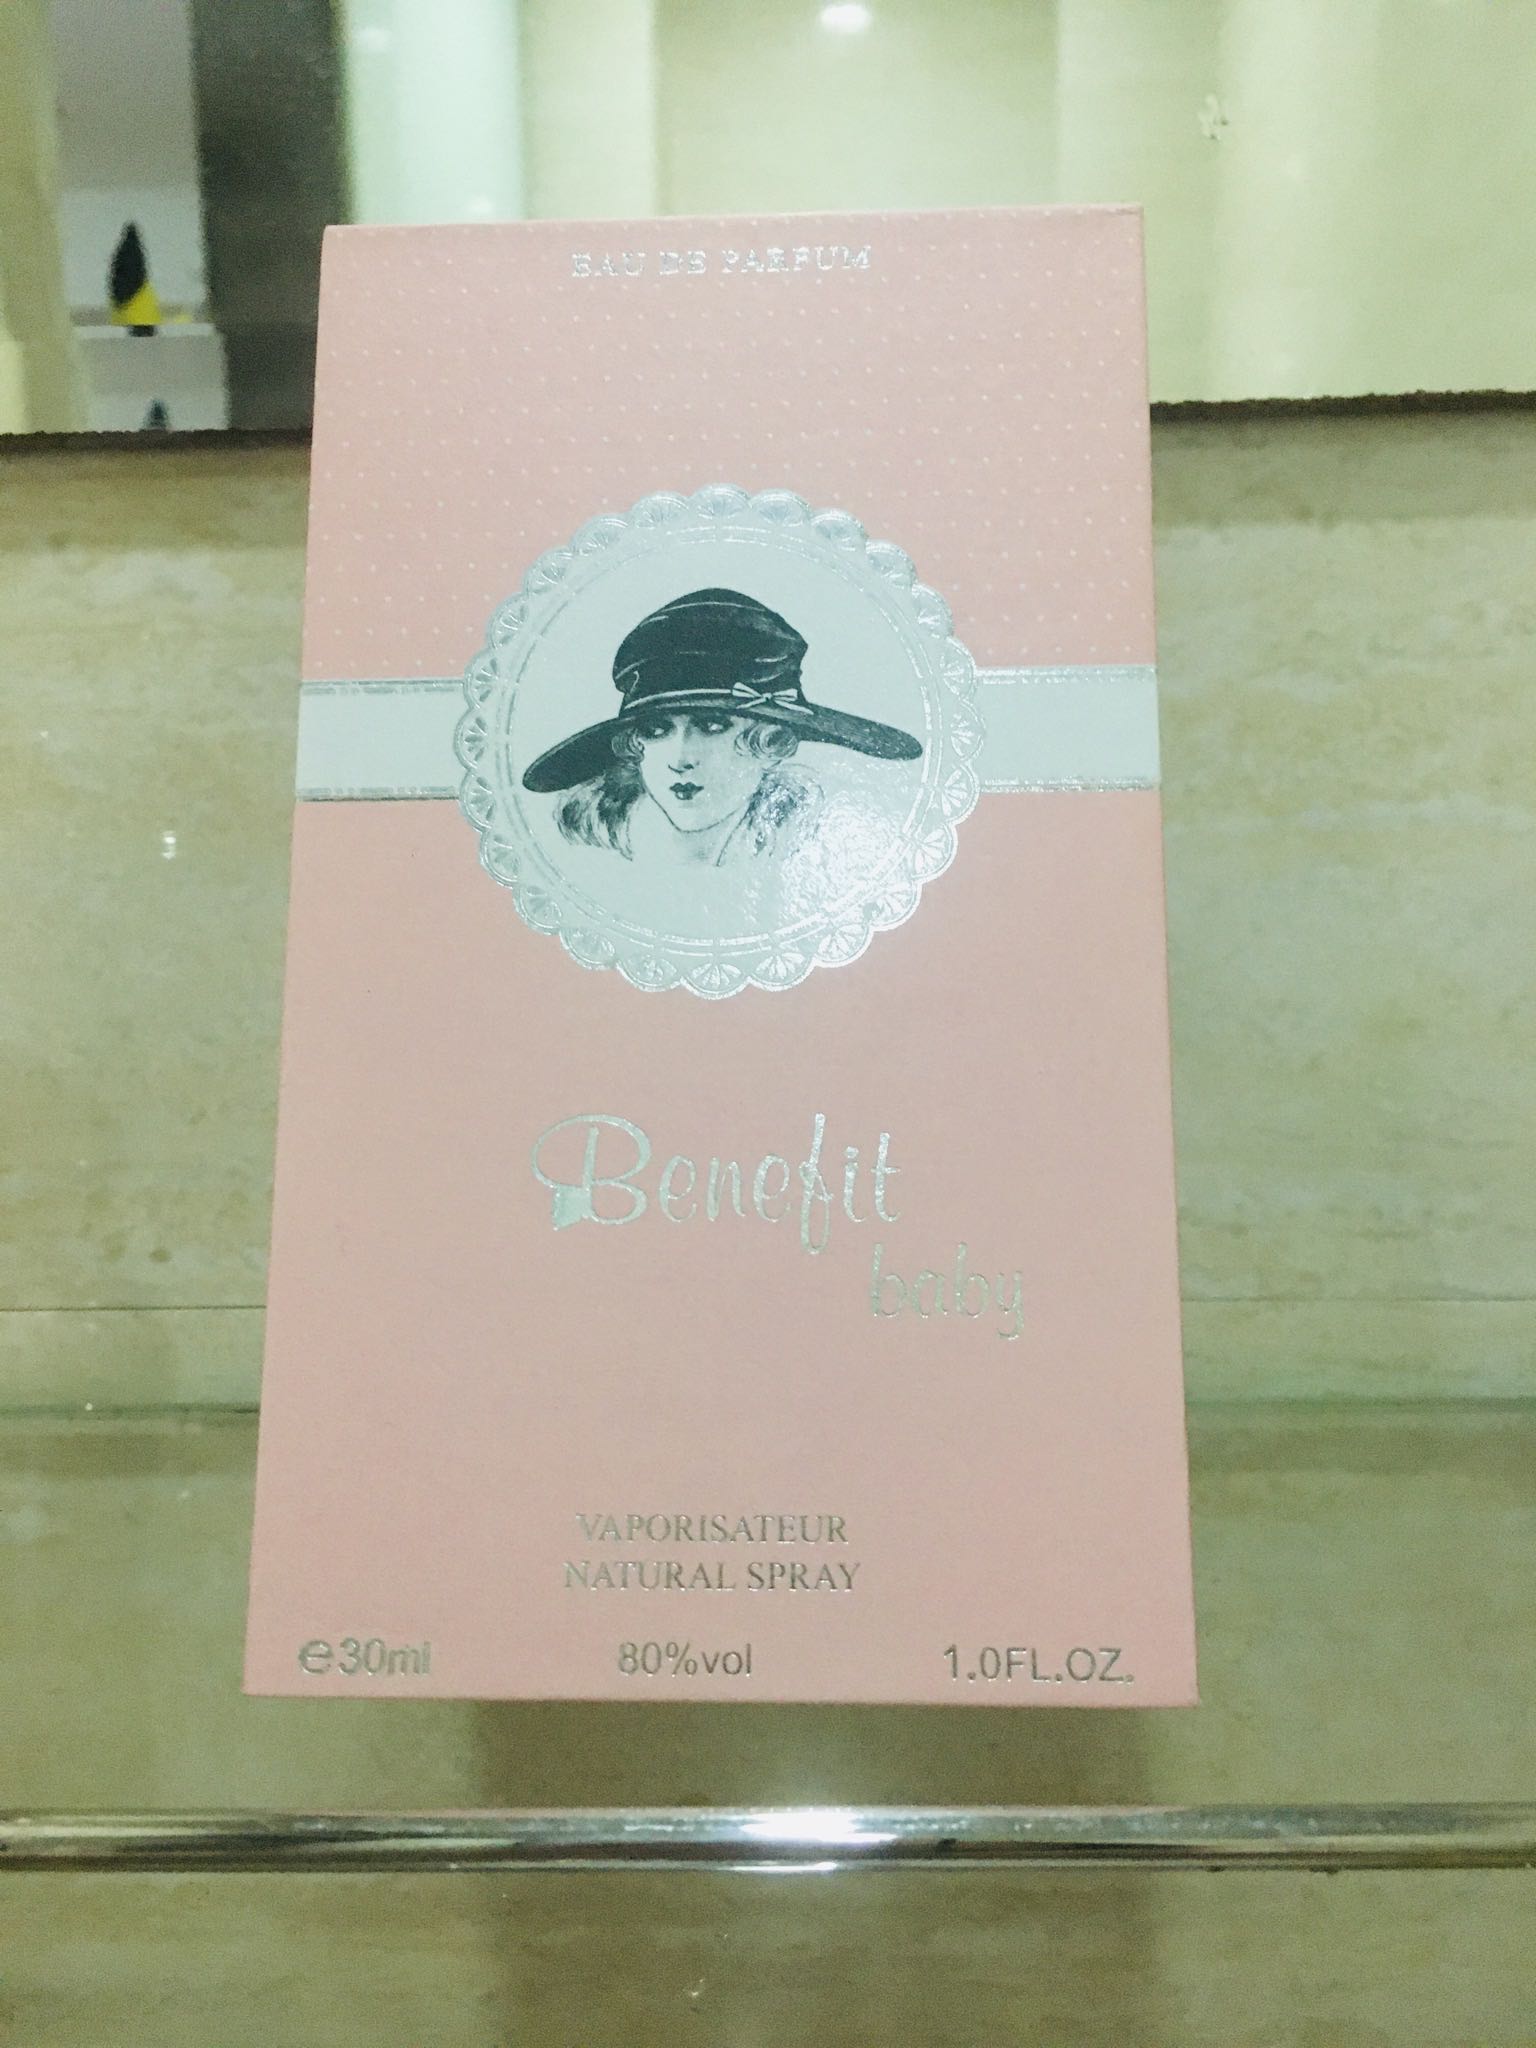 EAU DE PARFUM
Benefit
baby
VAPORISATEUR
NATURAL SPRAY
℮30ml 80%vol 1.0FL.OZ.